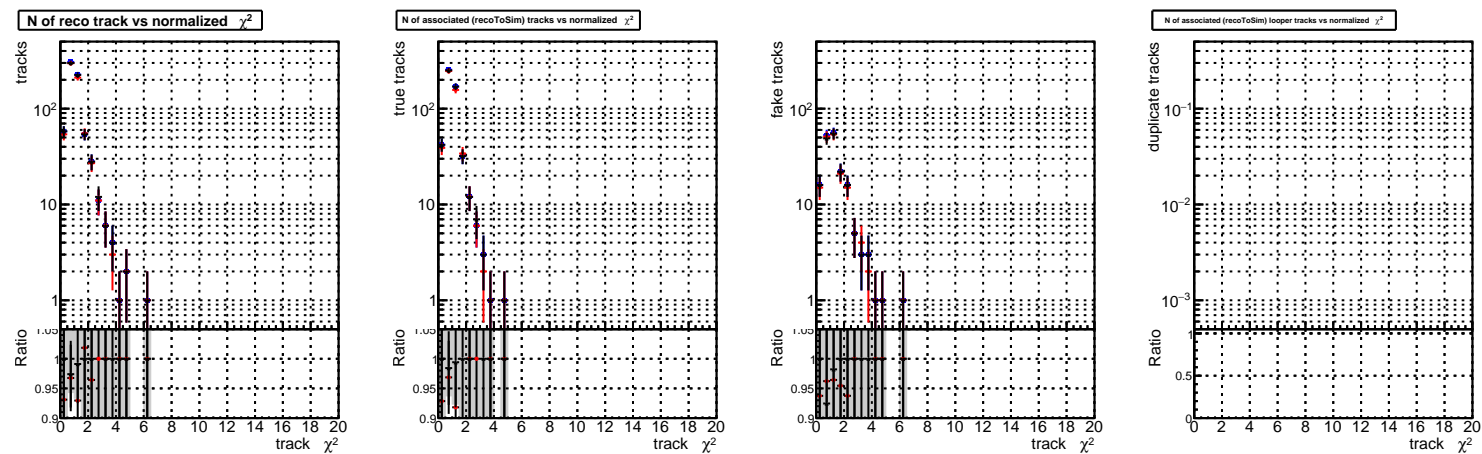 N of reco track vs normalized χ²
tracks
10²
10
1
Ratio
1.05
1
0.95
0.9
0 2 4 6 8 10 12 14 16 18 20
track χ²
N of associated (recoToSim) tracks vs normalized χ²
true tracks
10²
10
1
Ratio
1.05
1
0.95
0.9
0 2 4 6 8 10 12 14 16 18 20
track χ²
fake tracks
10²
10
1
Ratio
1.05
1
0.95
0.9
0 2 4 6 8 10 12 14 16 18 20
track χ²
N of associated (recoToSim) looper tracks vs normalized χ²
duplicate tracks
10⁻¹
10⁻²
10⁻³
Ratio
1
0.5
0
0 2 4 6 8 10 12 14 16 18 20
track χ²